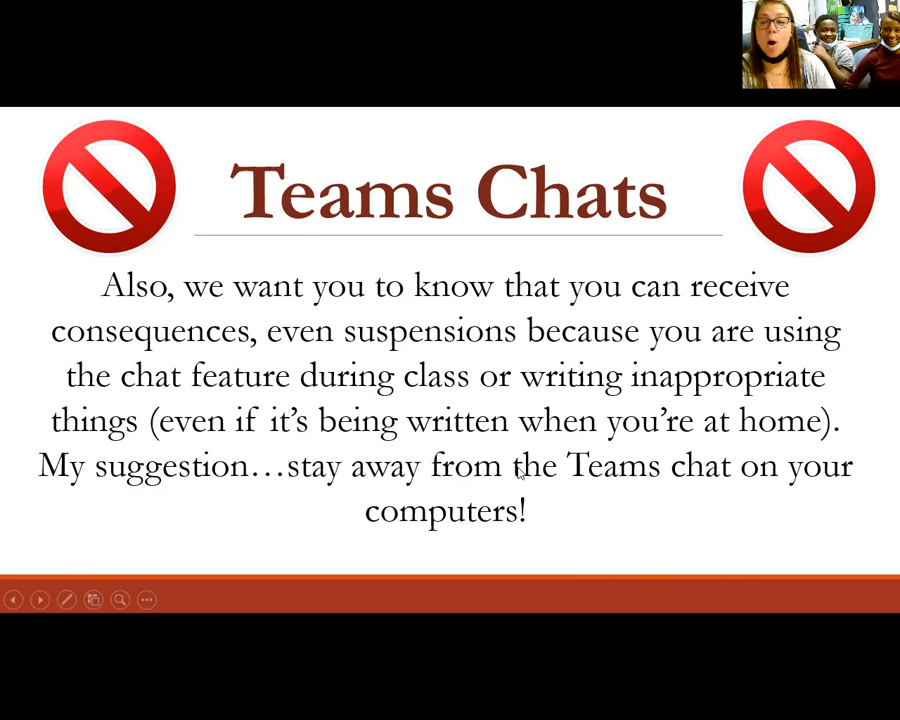 Teams Chats
Also, we want you to know that you can receive
consequences, even suspensions because you are using
the chat feature during class or writing inappropriate
things (even if it's being written when you're at home).
My suggestion…stay away from the Teams chat on your
computers!